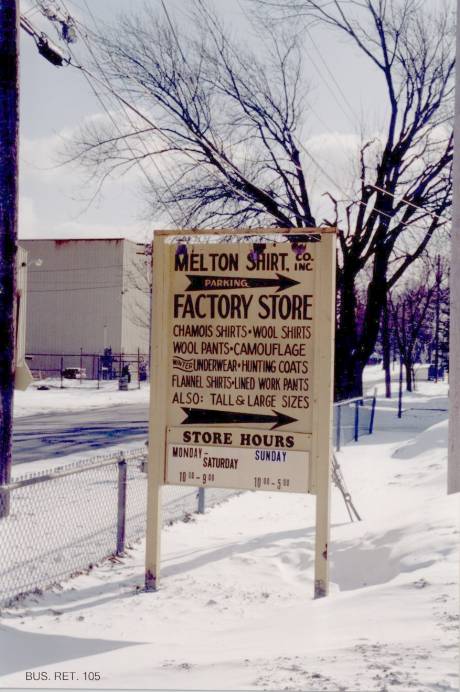 MELTON SHIRT, CO. INC
PARKING
FACTORY STORE
CHAMOIS SHIRTS • WOOL SHIRTS
WOOL PANTS • CAMOUFLAGE
WINTER UNDERWEAR • HUNTING COATS
FLANNEL SHIRTS • LINED WORK PANTS
ALSO: TALL & LARGE SIZES
STORE HOURS
MONDAY- SUNDAY
SATURDAY
10 00 - 9 00 10 00 - 5 00
BUS. RET. 105